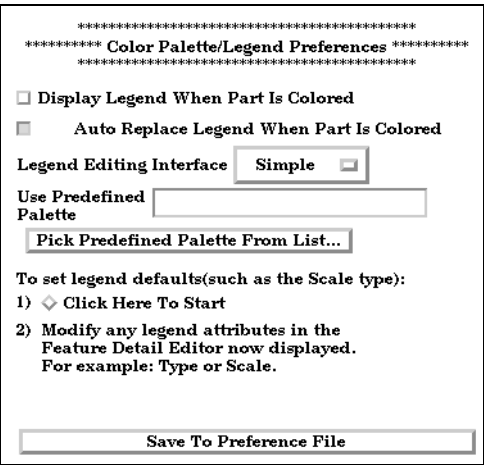 ******************************************
********** Color Palette/Legend Preferences **********
******************************************
Display Legend When Part Is Colored
Auto Replace Legend When Part Is Colored
Legend Editing Interface Simple
Use Predefined
Palette
Pick Predefined Palette From List...
To set legend defaults(such as the Scale type):
1) Click Here To Start
2) Modify any legend attributes in the
Feature Detail Editor now displayed.
For example: Type or Scale.
Save To Preference File